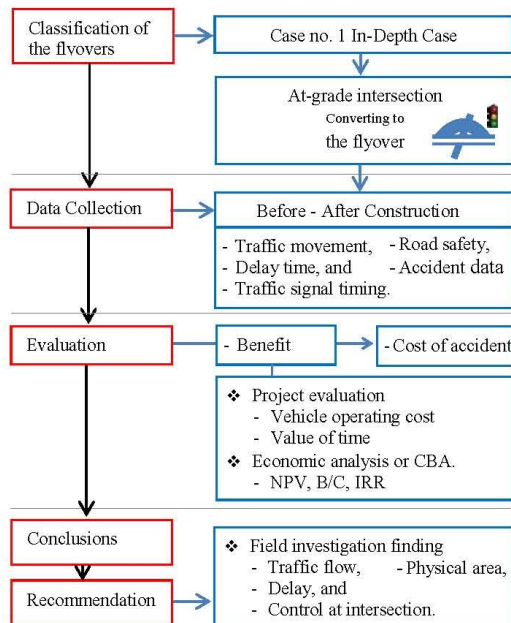 Classification of
the flyovers
Case no. 1 In-Depth Case
At-grade intersection
Converting to
the flyover
Data Collection
Before - After Construction
- Traffic movement, - Road safety,
- Delay time, and - Accident data
- Traffic signal timing.
Evaluation
- Benefit
- Cost of accident
❖ Project evaluation
- Vehicle operating cost
- Value of time
❖ Economic analysis or CBA.
- NPV, B/C, IRR
Conclusions
Recommendation
❖ Field investigation finding
- Traffic flow, - Physical area,
- Delay, and
- Control at intersection.